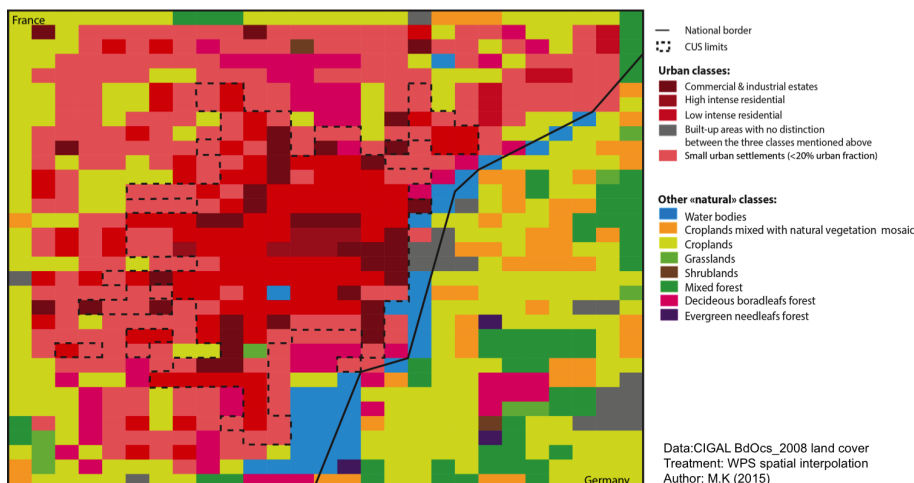 France
National border
CUS limits
Urban classes:
Commercial & industrial estates
High intense residential
Low intense residential
Built-up areas with no distinction
between the three classes mentioned above
Small urban settlements (<20% urban fraction)
Other «natural» classes:
Water bodies
Croplands mixed with natural vegetation mosaic
Croplands
Grasslands
Shrublands
Mixed forest
Decideous boradleafs forest
Evergreen needleafs forest
Data:CIGAL BdOcs_2008 land cover
Treatment: WPS spatial interpolation
Author: M.K (2015)
Germany